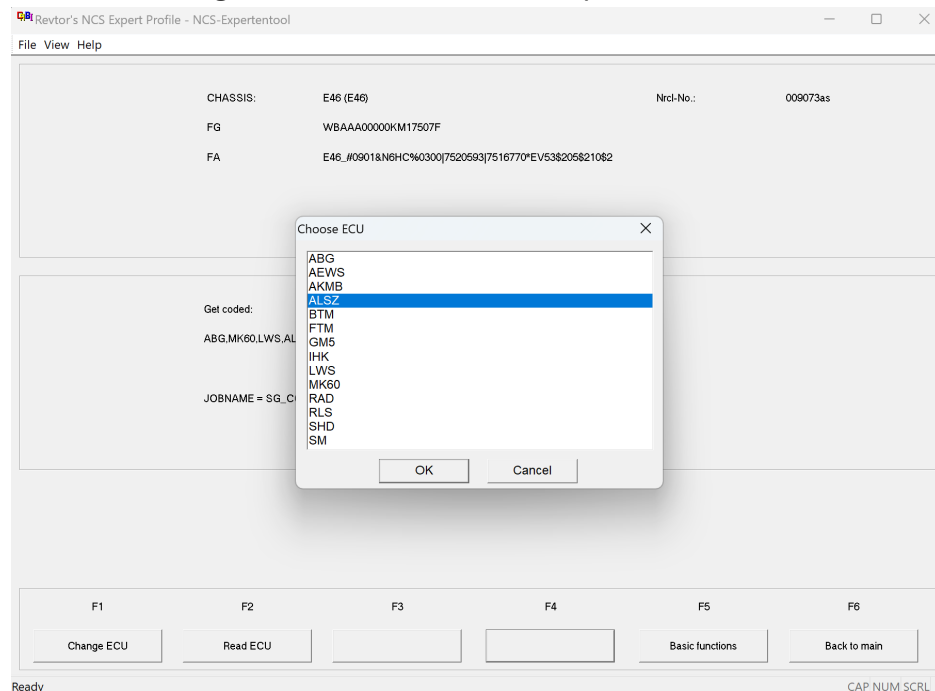 Revtor's NCS Expert Profile - NCS-Expertentool
File View Help
CHASSIS: E46 (E46) Nrcl-No.: 009073as
FG WBAAA00000KM17507F
FA E46_#0901&N6HC%0300|7520593|7516770*EV53$205$210$2
Choose ECU
ABG
AEWS
AKMB
ALSZ
BTM
FTM
GM5
IHK
LWS
MK60
RAD
RLS
SHD
SM
OK Cancel
Get coded:
ABG,MK60,LWS,AL
JOBNAME = SG_C
F1 F2 F3 F4 F5 F6
Change ECU Read ECU Basic functions Back to main
Ready CAP NUM SCRL